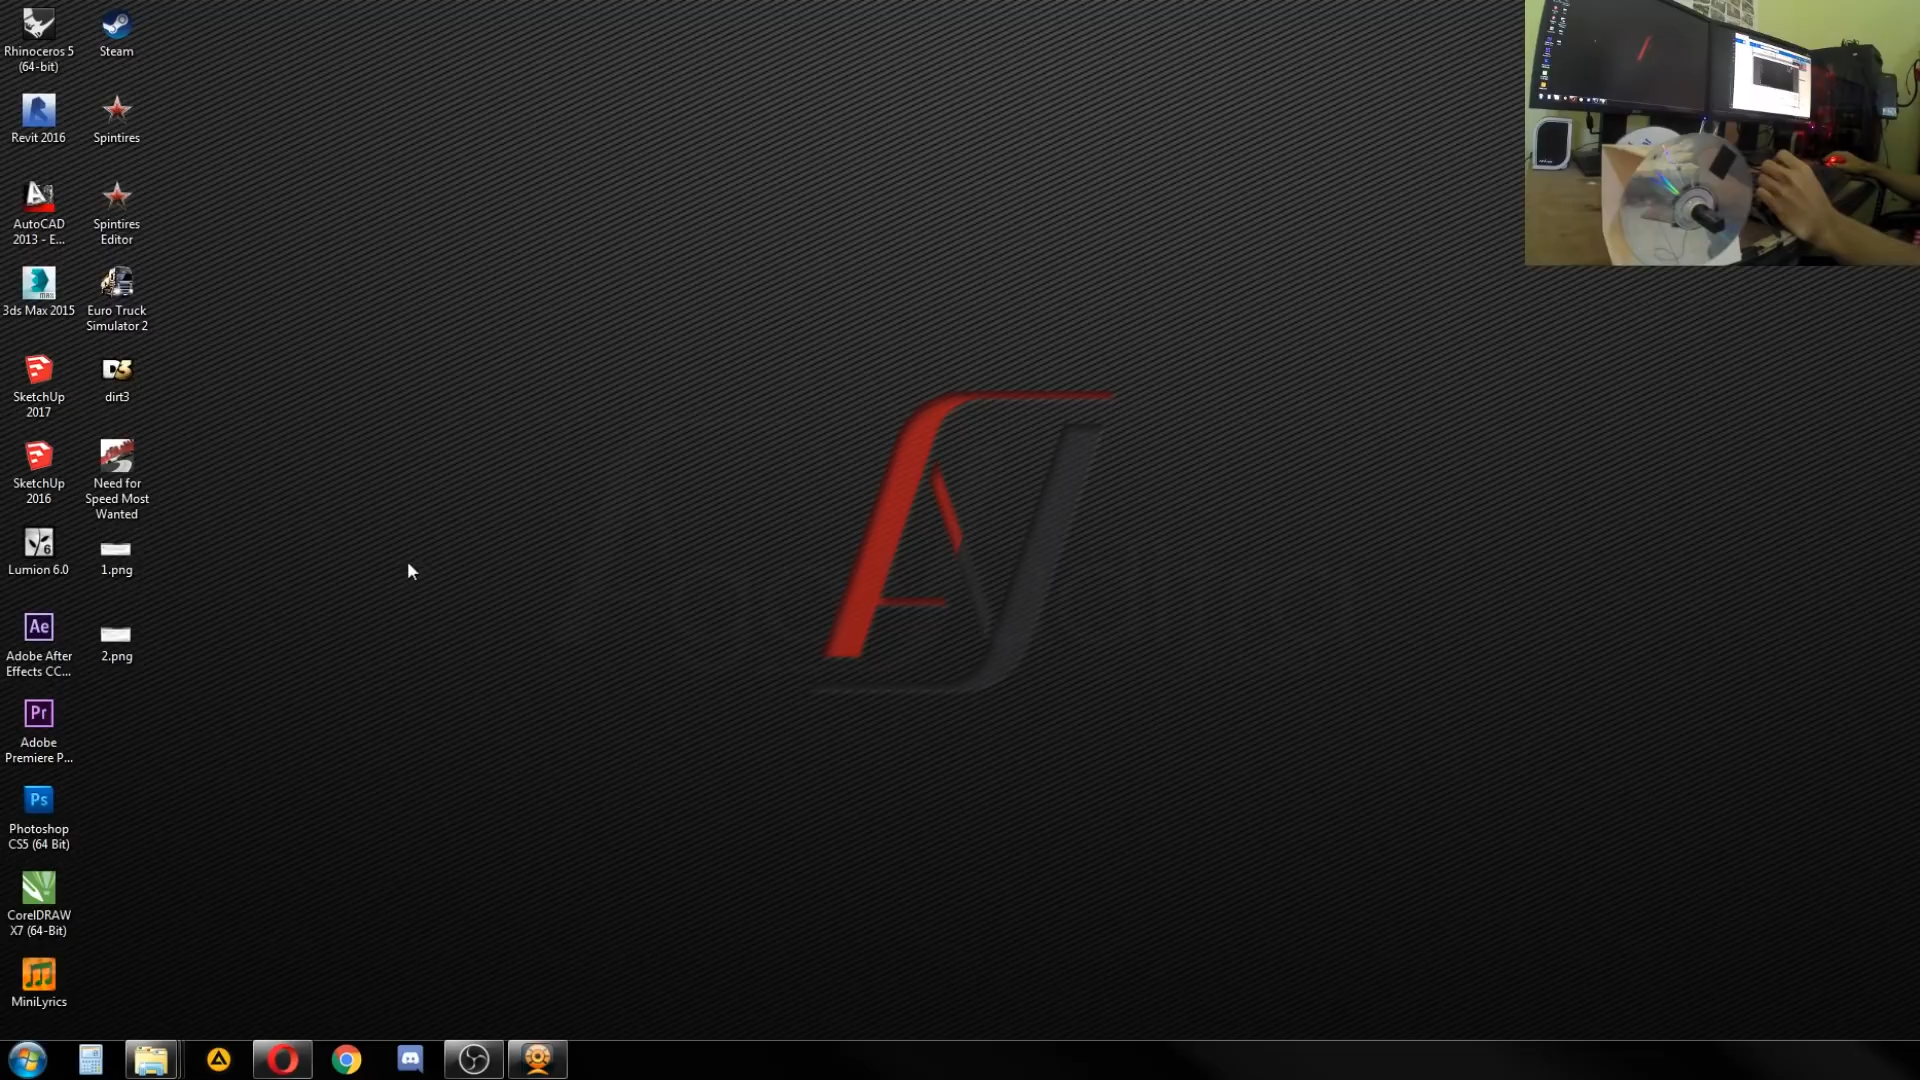 Rhinoceros 5
(64-bit)
Steam
Revit 2016
Spintires
AutoCAD
2013 - E...
Spintires
Editor
3ds Max 2015
Euro Truck
Simulator 2
SketchUp
2017
dirt3
SketchUp
2016
Need for
Speed Most
Wanted
Lumion 6.0
1.png
Adobe After
Effects CC...
2.png
Adobe
Premiere P...
Photoshop
CS5 (64 Bit)
CorelDRAW
X7 (64-Bit)
MiniLyrics